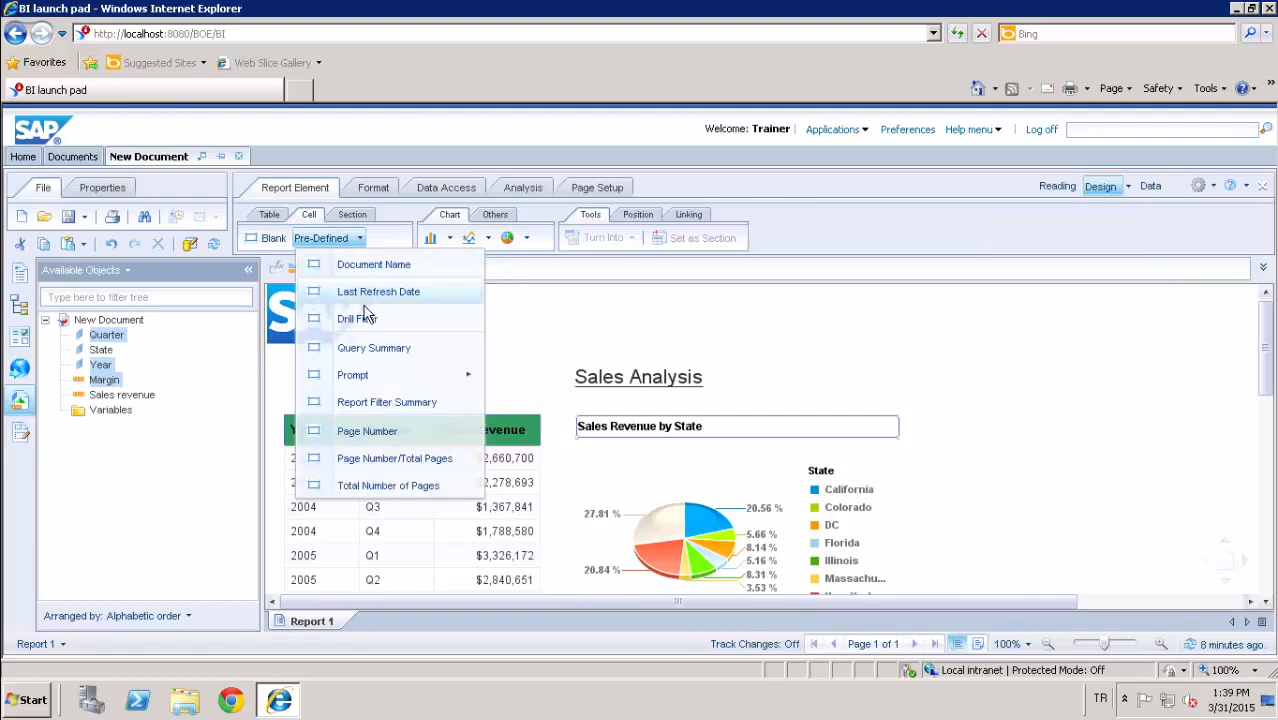 BI launch pad - Windows Internet Explorer
http://localhost:8080/BOE/BI
Bing
Favorites
Suggested Sites
Web Slice Gallery
BI launch pad
Page
Safety
Tools
SAP
Welcome: Trainer
Applications
Preferences
Help menu
Log off
Home
Documents
New Document
File
Properties
Report Element
Format
Data Access
Analysis
Page Setup
Reading
Design
Data
Table
Cell
Section
Chart
Others
Tools
Position
Linking
Blank
Pre-Defined
Turn Into
Set as Section
Available Objects
Type here to filter tree
New Document
Quarter
State
Year
Margin
Sales revenue
Variables
Arranged by: Alphabetic order
Document Name
Last Refresh Date
Query Summary
Prompt
Report Filter Summary
Page Number
Page Number/Total Pages
Total Number of Pages
Sales Analysis
Sales Revenue by State
$2,660,700
$2,278,693
2004 Q3 $1,367,841
2004 Q4 $1,788,580
2005 Q1 $3,326,172
2005 Q2 $2,840,651
State
California
Colorado
DC
Florida
Illinois
Massachu...
27.81 %
20.56 %
5.66 %
8.14 %
5.16 %
8.31 %
3.53 %
20.84 %
Report 1
Report 1
Track Changes: Off
Page 1 of 1
100%
8 minutes ago
Local intranet | Protected Mode: Off
100%
Start
TR
1:39 PM
3/31/2015